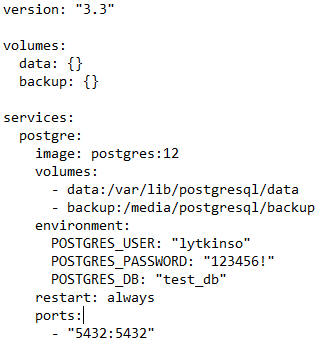 version: "3.3"

volumes:
  data: {}
  backup: {}

services:
  postgre:
    image: postgres:12
    volumes:
      - data:/var/lib/postgresql/data
      - backup:/media/postgresql/backup
    environment:
      POSTGRES_USER: "lytkinso"
      POSTGRES_PASSWORD: "123456!"
      POSTGRES_DB: "test_db"
    restart: always
    ports:
      - "5432:5432"